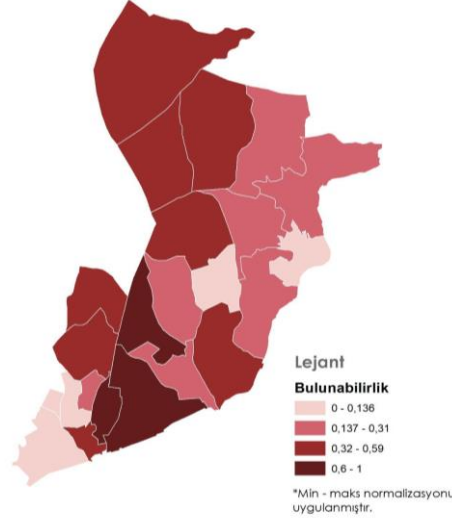 Lejant
Bulunabilirlik
0 - 0,136
0,137 - 0,31
0,32 - 0,59
0,6 - 1
*Min - maks normalizasyonu
uygulanmıştır.